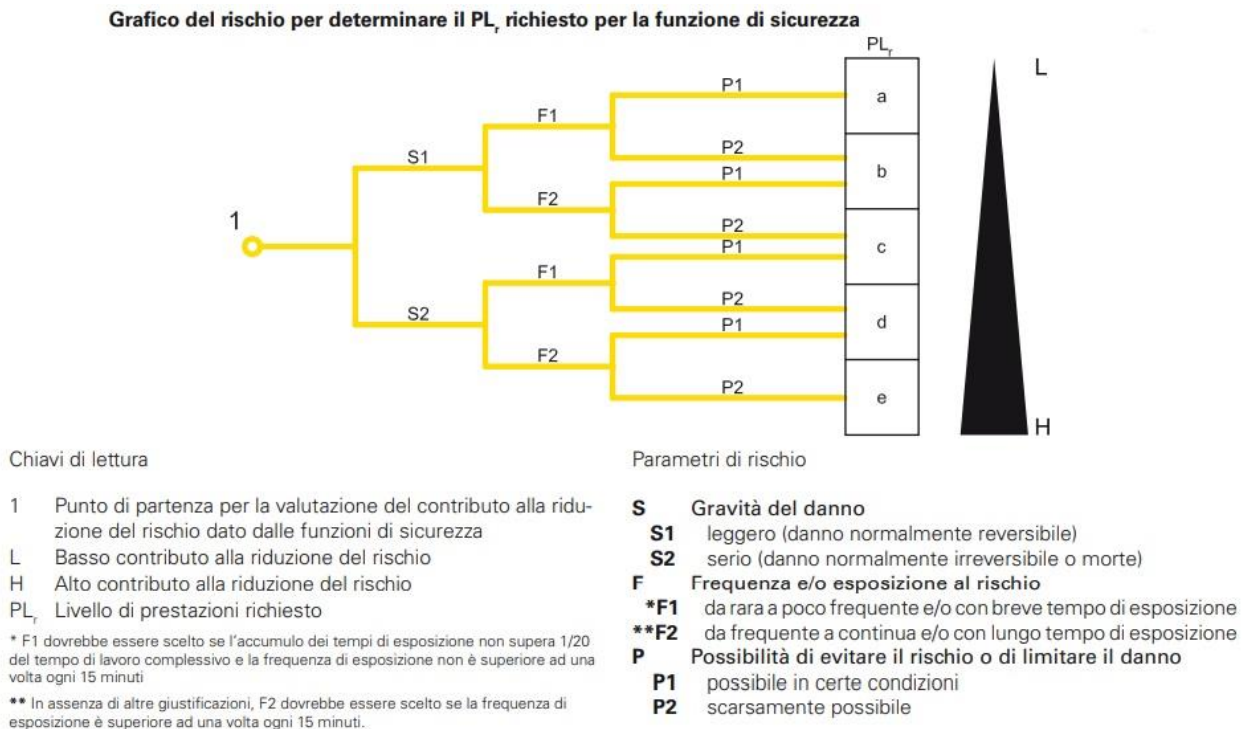 Grafico del rischio per determinare il PLr richiesto per la funzione di sicurezza
PLr
L
P1
a
F1
P2
S1
P1
b
F2
1
P2
P1
c
F1
P2
S2
P1
d
F2
P2
e
H
Chiavi di lettura
1 Punto di partenza per la valutazione del contributo alla ridu-
zione del rischio dato dalle funzioni di sicurezza
L Basso contributo alla riduzione del rischio
H Alto contributo alla riduzione del rischio
PLr Livello di prestazioni richiesto
* F1 dovrebbe essere scelto se l'accumulo dei tempi di esposizione non supera 1/20
del tempo di lavoro complessivo e la frequenza di esposizione non è superiore ad una
volta ogni 15 minuti
** In assenza di altre giustificazioni, F2 dovrebbe essere scelto se la frequenza di
esposizione è superiore ad una volta ogni 15 minuti.
Parametri di rischio
S Gravità del danno
S1 leggero (danno normalmente reversibile)
S2 serio (danno normalmente irreversibile o morte)
F Frequenza e/o esposizione al rischio
*F1 da rara a poco frequente e/o con breve tempo di esposizione
**F2 da frequente a continua e/o con lungo tempo di esposizione
P Possibilità di evitare il rischio o di limitare il danno
P1 possibile in certe condizioni
P2 scarsamente possibile